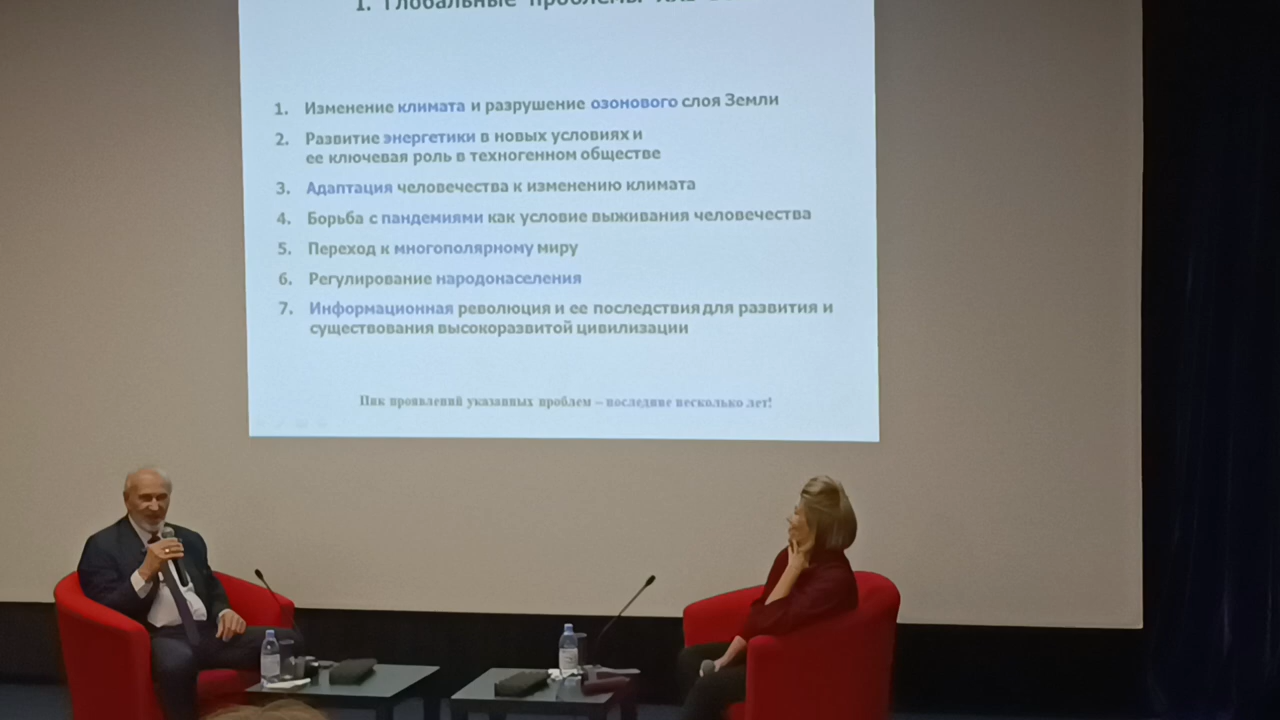 I. Глобальные проблемы
1. Изменение климата и разрушение озонового слоя Земли
2. Развитие энергетики в новых условиях и
ее ключевая роль в техногенном обществе
3. Адаптация человечества к изменению климата
4. Борьба с пандемиями как условие выживания человечества
5. Переход к многополярному миру
6. Регулирование народонаселения
7. Информационная революция и ее последствия для развития и
существования высокоразвитой цивилизации
Пик проявлений указанных проблем – последние несколько лет!